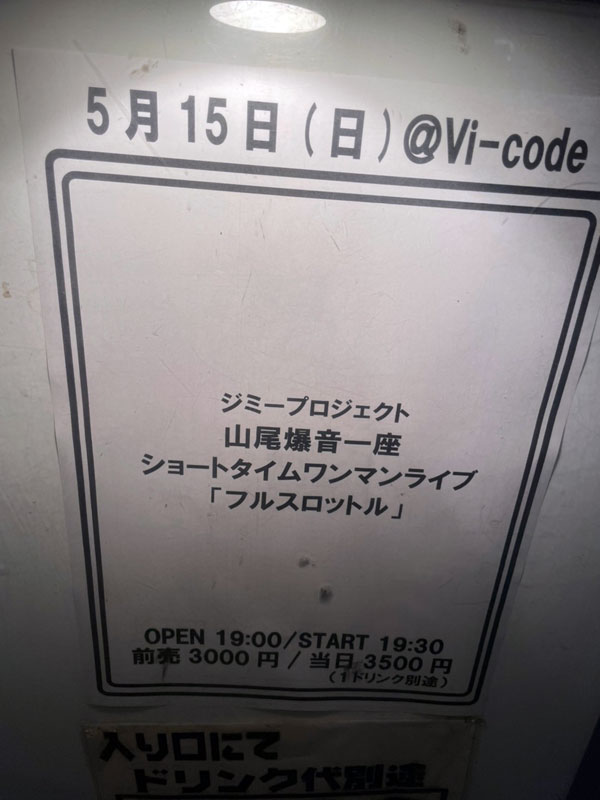 5月15日(日)@Vi-code
ジミープロジェクト
山尾爆音一座
ショートタイムワンマンライブ
「フルスロットル」
OPEN 19:00/START 19:30
前売 3000 円 / 当日 3500 円
(1ドリンク別途)
入り口にて
ドリンク代別途